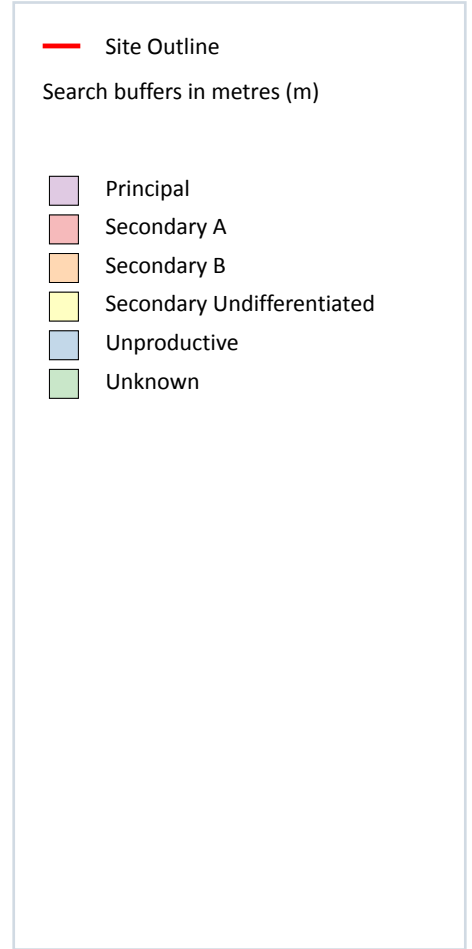 Site Outline
Search buffers in metres (m)
Principal
Secondary A
Secondary B
Secondary Undifferentiated
Unproductive
Unknown